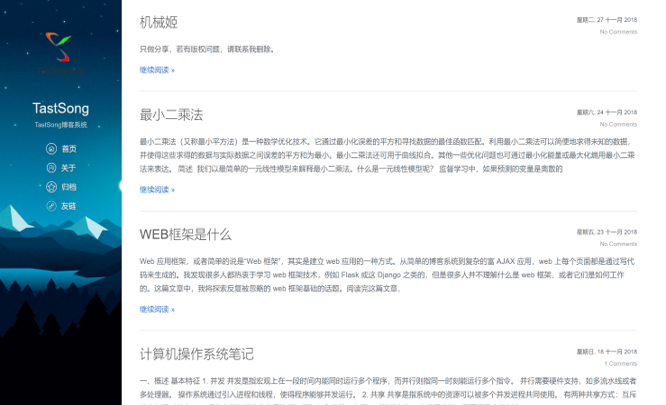 TastSong
TastSong博客系统
首页
关于
归档
友链
机械姬
星期二, 27 十一月 2018
No Comments
只做分享，若有版权问题，请联系我删除。
继续阅读 »
最小二乘法
星期六, 24 十一月 2018
No Comments
最小二乘法（又称最小平方法）是一种数学优化技术。它通过最小化误差的平方和寻找数据的最佳函数匹配。利用最小二乘法可以简便地求得未知的数据，
并使得这些求得的数据与实际数据之间误差的平方和为最小。最小二乘法还可用于曲线拟合。其他一些优化问题也可通过最小化能量或最大化熵用最小二乘
法来表达。 简述 我们以最简单的一元线性模型来解释最小二乘法。什么是一元线性模型呢？ 监督学习中，如果预测的变量是离散的
继续阅读 »
WEB框架是什么
星期五, 23 十一月 2018
No Comments
Web 应用框架，或者简单的说是“Web 框架”，其实是建立 web 应用的一种方式。从简单的博客系统到复杂的富 AJAX 应用，web 上每个页面都是通过写代
码来生成的。我发现很多人都热衷于学习 web 框架技术，例如 Flask 或这 Django 之类的，但是很多人并不理解什么是 web 框架，或者它们是如何工作
的。这篇文章中，我将探索反复被忽略的 web 框架基础的话题。阅读完这篇文章，
继续阅读 »
计算机操作系统笔记
星期日, 18 十一月 2018
1 Comments
一、概述 基本特征 1. 并发 并发是指宏观上在一段时间内能同时运行多个程序，而并行则指同一时刻能运行多个指令。 并行需要硬件支持，如多流水线或者
多处理器。 操作系统通过引入进程和线程，使得程序能够并发运行。 2. 共享 共享是指系统中的资源可以被多个并发进程共同使用。 有两种共享方式：互斥